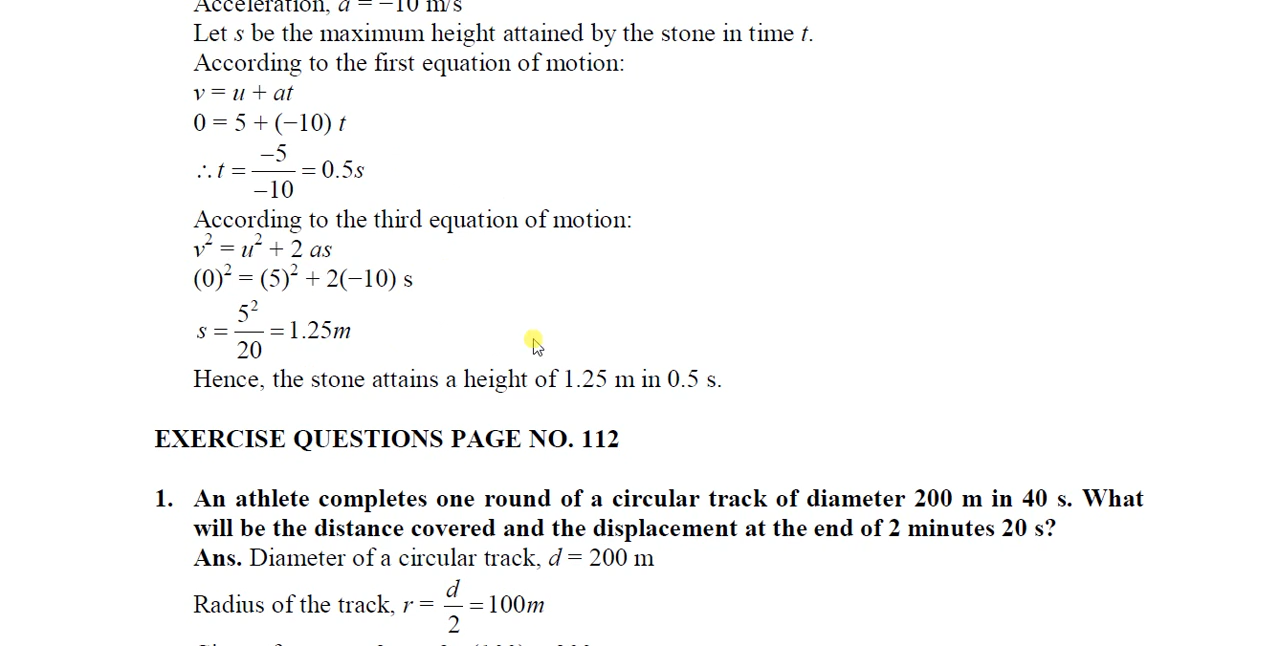 Acceleration, a = −10 m/s
Let s be the maximum height attained by the stone in time t.
According to the first equation of motion:
v = u + at
0 = 5 + (−10) t
∴ t = −5/−10 = 0.5s
According to the third equation of motion:
v² = u² + 2 as
(0)² = (5)² + 2(−10) s
s = 5²/20 = 1.25m
Hence, the stone attains a height of 1.25 m in 0.5 s.
EXERCISE QUESTIONS PAGE NO. 112
1. An athlete completes one round of a circular track of diameter 200 m in 40 s. What
will be the distance covered and the displacement at the end of 2 minutes 20 s?
Ans. Diameter of a circular track, d = 200 m
Radius of the track, r = d/2 = 100m